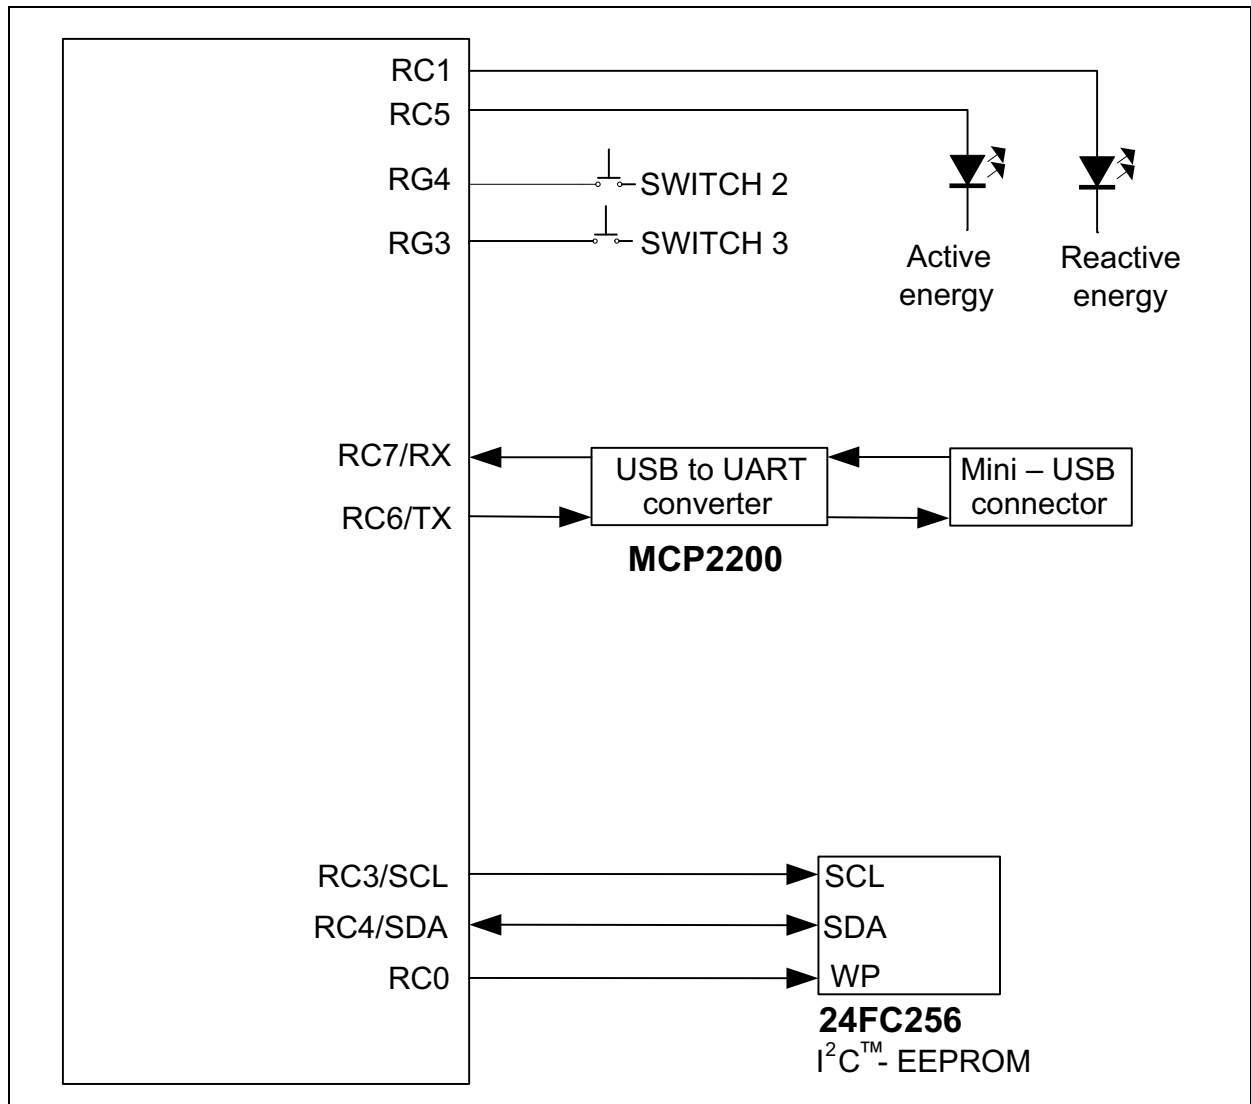 RC1
RC5
RG4
SWITCH 2
RG3
SWITCH 3
Active
energy
Reactive
energy
RC7/RX
RC6/TX
USB to UART
converter
MCP2200
Mini – USB
connector
RC3/SCL
SCL
RC4/SDA
SDA
RC0
WP
24FC256
I²C™- EEPROM